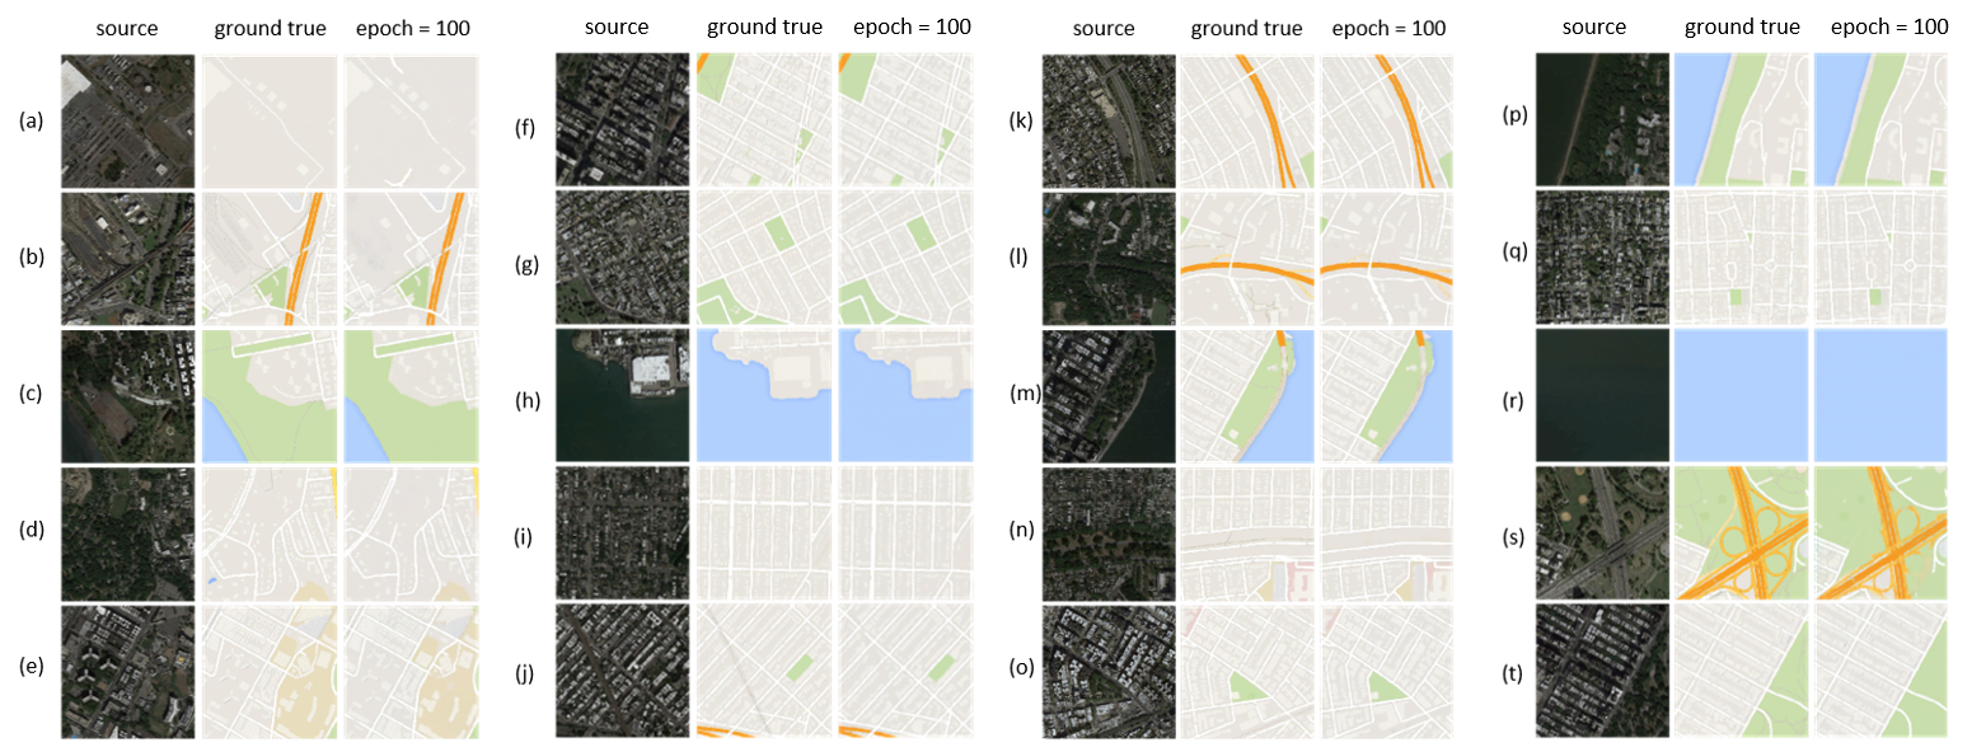 source ground true epoch = 100 source ground true epoch = 100 source ground true epoch = 100 source ground true epoch = 100
(a) (f) (k) (p)
(b) (g) (l) (q)
(c) (h) (m) (r)
(d) (i) (n) (s)
(e) (j) (o) (t)